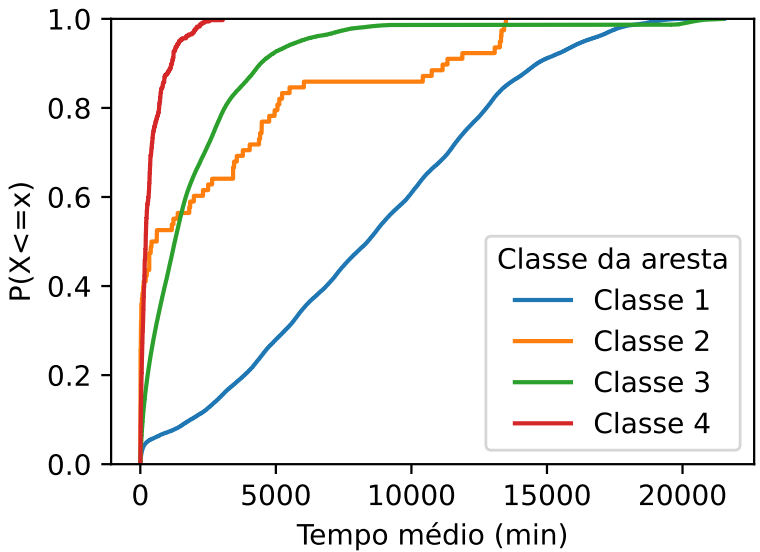 1.0
0.8
0.6
0.4
0.2
0.0
P(X<=x)
Classe da aresta
Classe 1
Classe 2
Classe 3
Classe 4
0 5000 10000 15000 20000
Tempo médio (min)